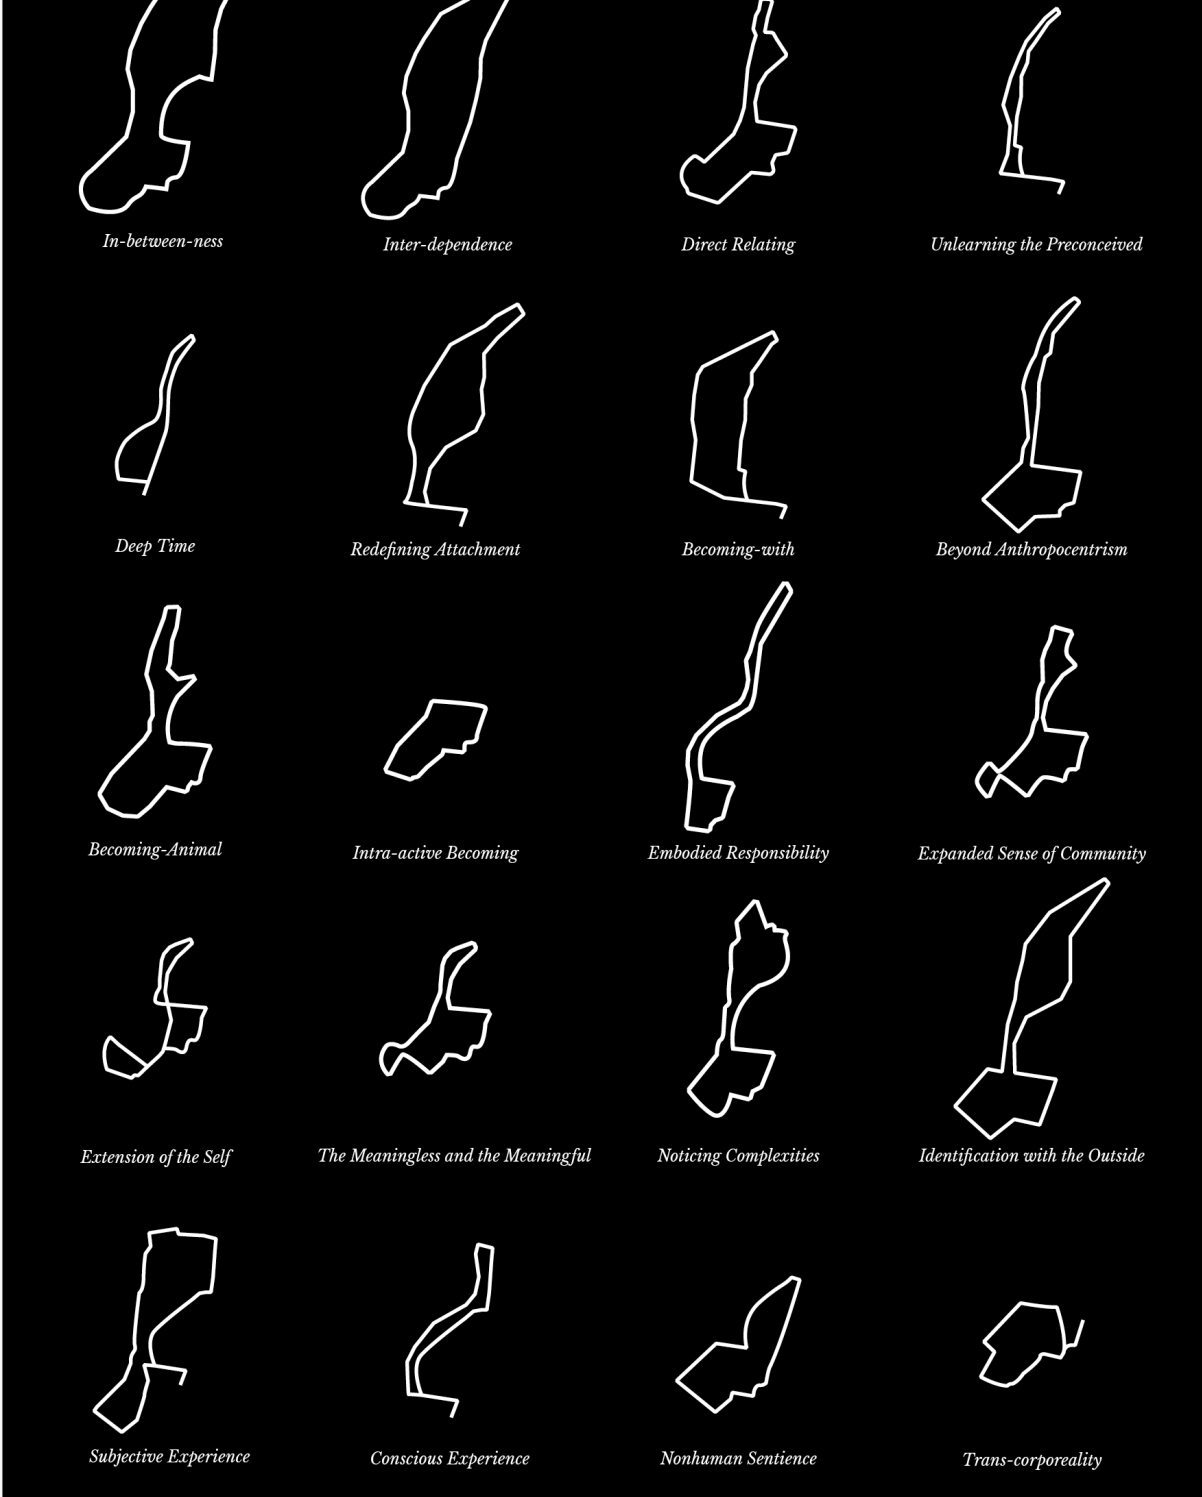 In-between-ness
Inter-dependence
Direct Relating
Unlearning the Preconceived
Deep Time
Redefining Attachment
Becoming-with
Beyond Anthropocentrism
Becoming-Animal
Intra-active Becoming
Embodied Responsibility
Expanded Sense of Community
Extension of the Self
The Meaningless and the Meaningful
Noticing Complexities
Identification with the Outside
Subjective Experience
Conscious Experience
Nonhuman Sentience
Trans-corporeality